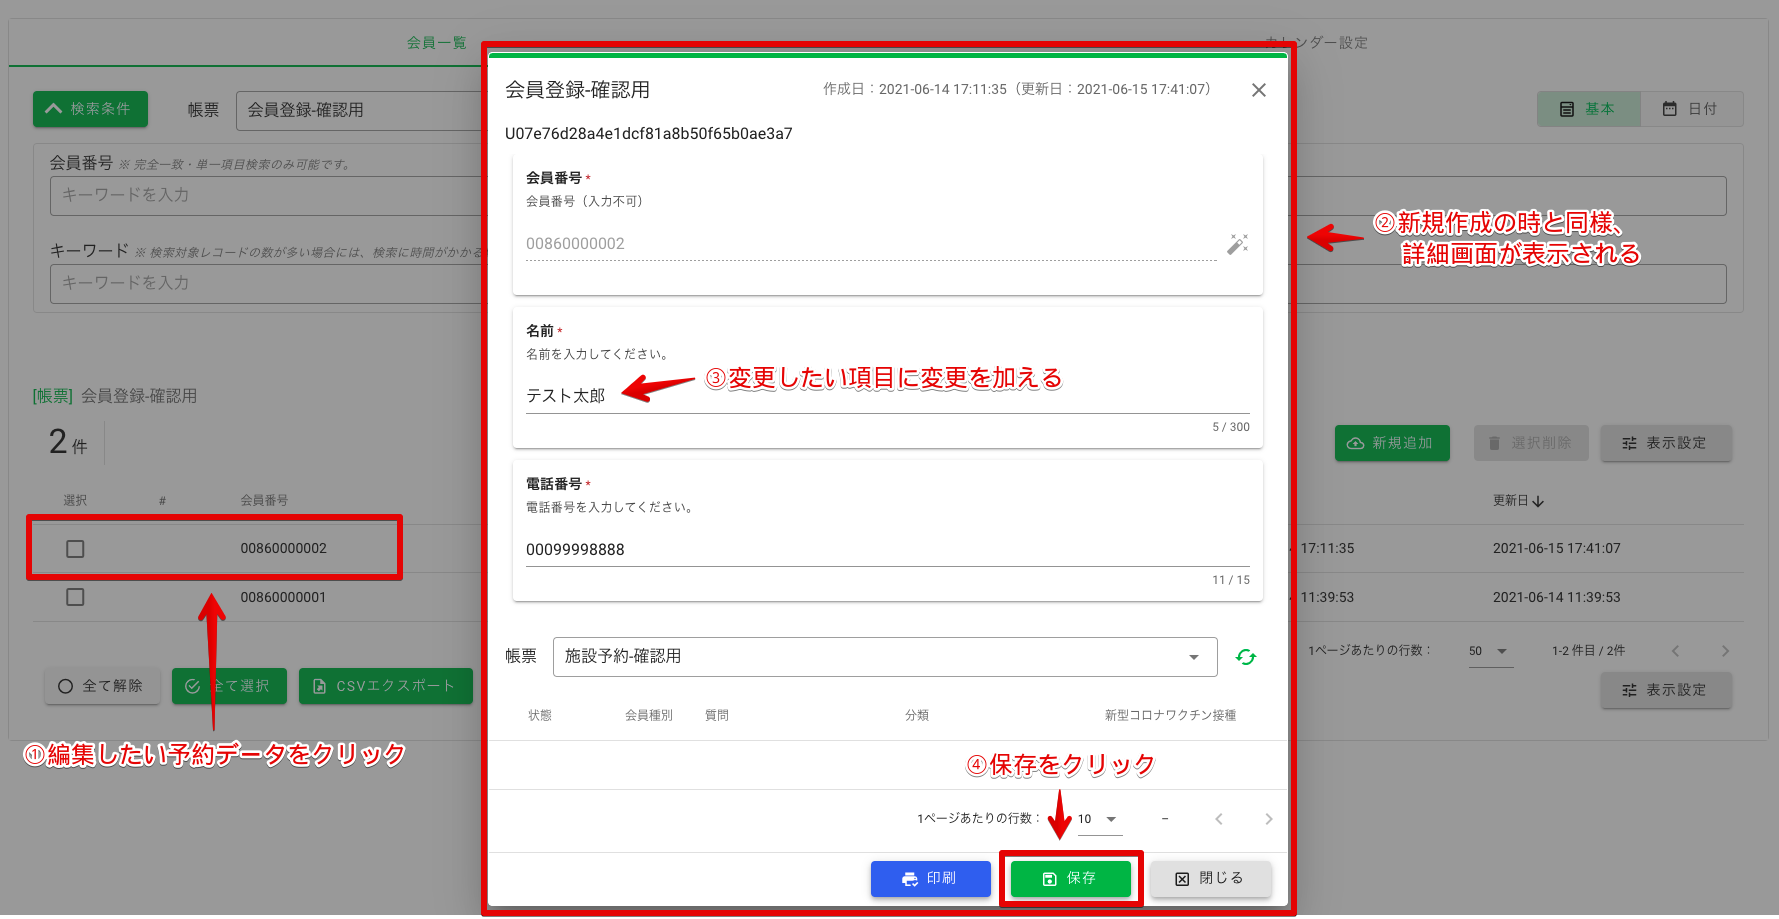 会員一覧
カレンダー設定
検索条件
帳票
会員登録-確認用
基本
日付
会員番号 ※ 完全一致・単一項目検索のみ可能です。
キーワードを入力
キーワード ※ 検索対象レコードの数が多い場合には、検索に時間がかかる
キーワードを入力
[帳票] 会員登録-確認用
2 件
新規追加
選択削除
表示設定
選択
#
会員番号
更新日
00860000002
17:11:35
2021-06-15 17:41:07
00860000001
11:39:53
2021-06-14 11:39:53
1ページあたりの行数：
50
1-2 件目 / 2件
全て解除
全て選択
CSVエクスポート
表示設定
①編集したい予約データをクリック
会員登録-確認用
作成日：2021-06-14 17:11:35（更新日：2021-06-15 17:41:07）
U07e76d28a4e1dcf81a8b50f65b0ae3a7
会員番号 *
会員番号（入力不可）
00860000002
②新規作成の時と同様、
詳細画面が表示される
名前 *
名前を入力してください。
テスト太郎
③変更したい項目に変更を加える
5 / 300
電話番号 *
電話番号を入力してください。
00099998888
11 / 15
帳票
施設予約-確認用
状態
会員種別
質問
分類
新型コロナワクチン接種
④保存をクリック
1ページあたりの行数：
10
–
印刷
保存
閉じる